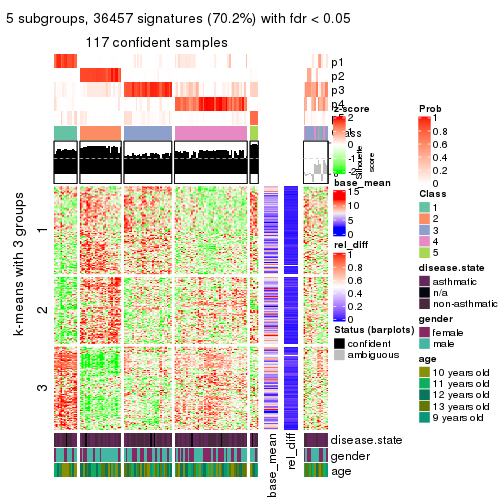 5 subgroups, 36457 signatures (70.2%) with fdr < 0.05
117 confident samples
p1
p2
p3
p4
z-score
2
1
0
-1
-2
Silhouette
score
base_mean
15
10
5
0
rel_diff
1
0.8
0.6
0.4
0.2
0
Status (barplots)
confident
ambiguous
Prob
1
0.8
0.6
0.4
0.2
0
Class
1
2
3
4
5
disease.state
asthmatic
n/a
non-asthmatic
gender
female
male
age
10 years old
11 years old
12 years old
13 years old
9 years old
k-means with 3 groups
1
2
3
disease.state
gender
age
base_mean
rel_diff